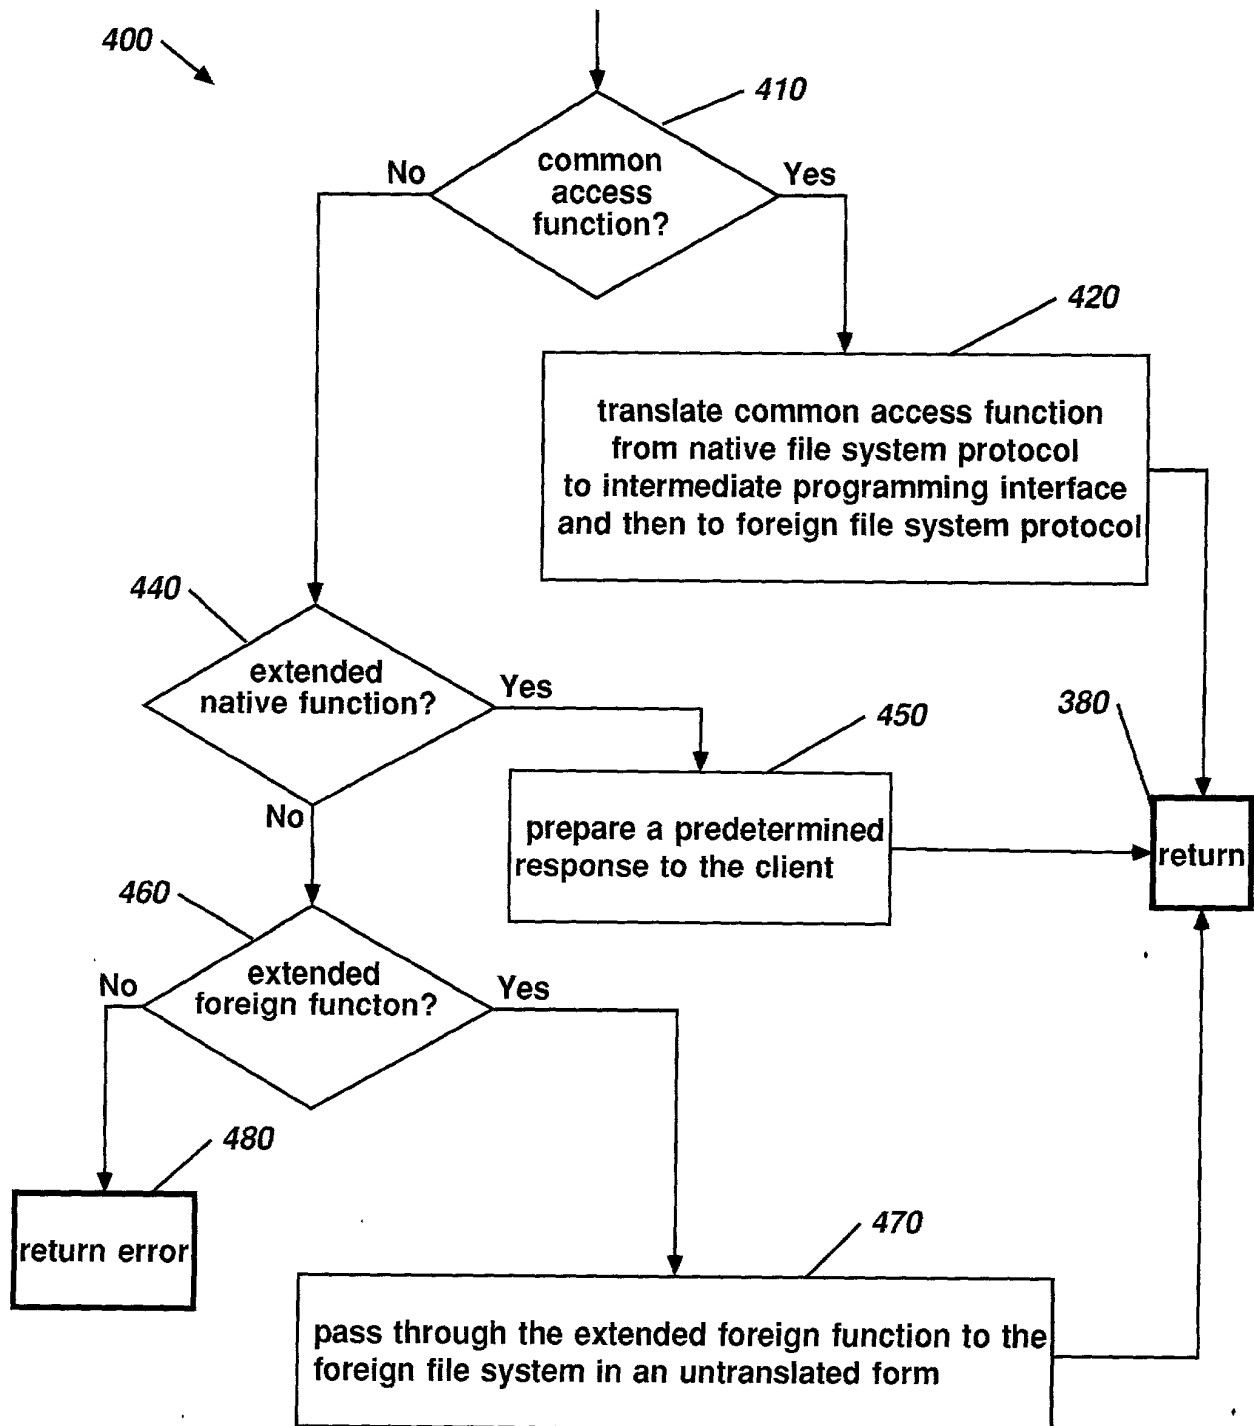 400
410
common
access
function?
No
Yes
420
translate common access function
from native file system protocol
to intermediate programming interface
and then to foreign file system protocol
440
extended
native function?
Yes
No
450
prepare a predetermined
response to the client
380
return
460
extended
foreign functon?
No
Yes
480
return error
470
pass through the extended foreign function to the
foreign file system in an untranslated form